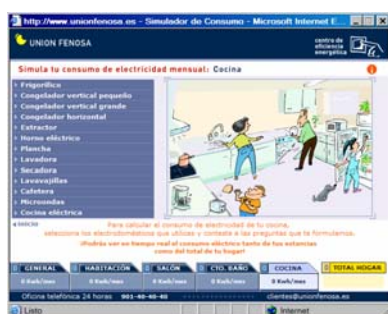 http://www unionfenosa es - Simulador de Consumo - Microsoft Internet E...
UNION FENOSA
centro de
eficiencia
energética
Simula tu consumo de electricidad mensual: Cocina
Frigorífico
Congelador vertical pequeño
Congelador vertical grande
Congelador horizontal
Extractor
Horno eléctrico
Plancha
Lavadora
Secadora
Lavavajillas
Cafetera
Microondas
Cocina eléctrica
INICIO
Para calcular el consumo de electricidad de tu cocina,
selecciona los electrodomésticos que utilizas y contesta a las preguntas que te formulamos.
¡Podrás ver en tiempo real el consumo eléctrico tanto de tus estancias
como del total de tu hogar!
GENERAL HABITACIÓN SALÓN CTO. BAÑO COCINA TOTAL HOGAR
0 Kwh/mes 0 Kwh/mes 0 Kwh/mes 0 Kwh/mes 0 Kwh/mes
Oficina telefónica 24 horas 901-40-40-40 clientes@unionfenosa.es
Listo Internet